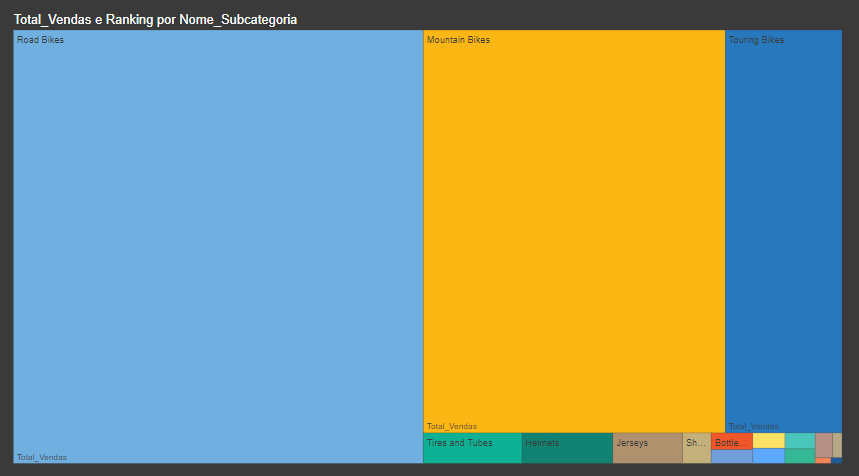 Total_Vendas e Ranking por Nome_Subcategoria
Road Bikes
Mountain Bikes
Touring Bikes
Total_Vendas
Total_Vendas
Tires and Tubes
Helmets
Jerseys
Sh...
Bottle...
Total_Vendas